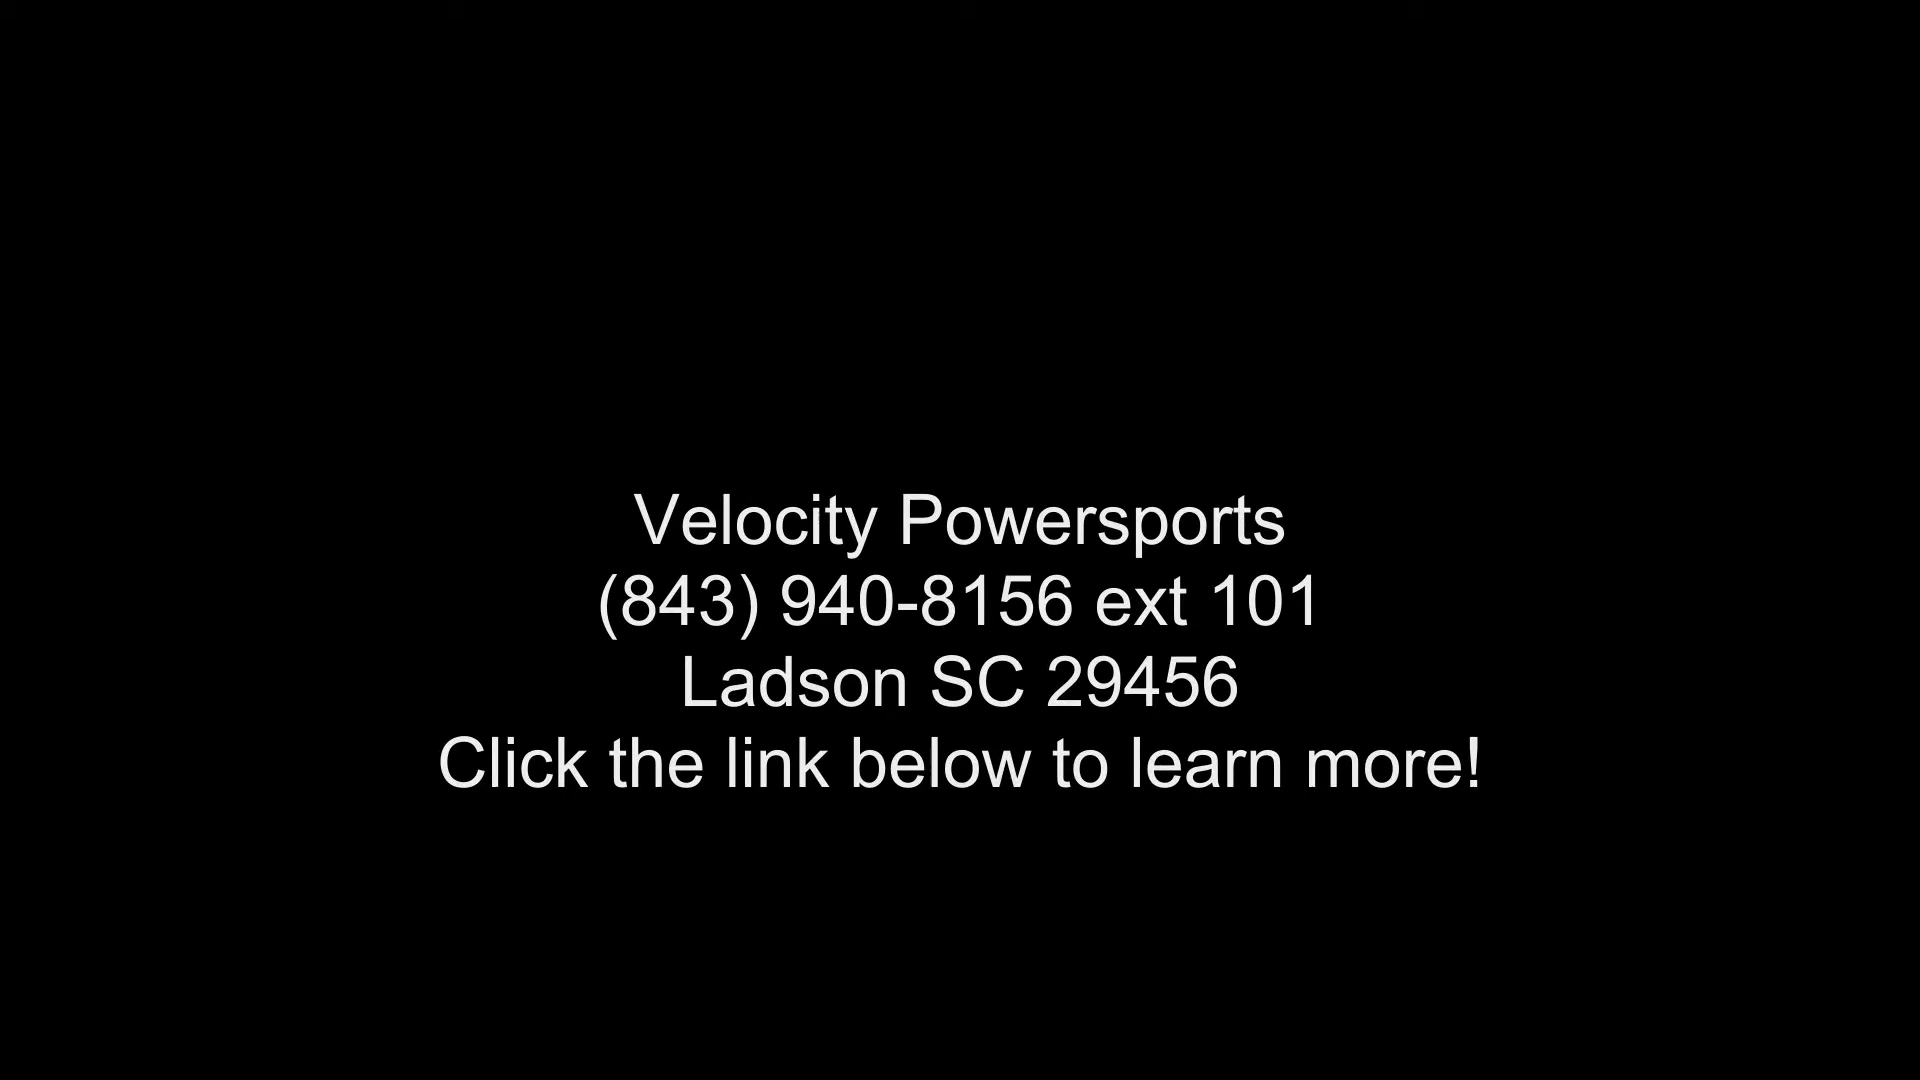 Velocity Powersports
(843) 940-8156 ext 101
Ladson SC 29456
Click the link below to learn more!